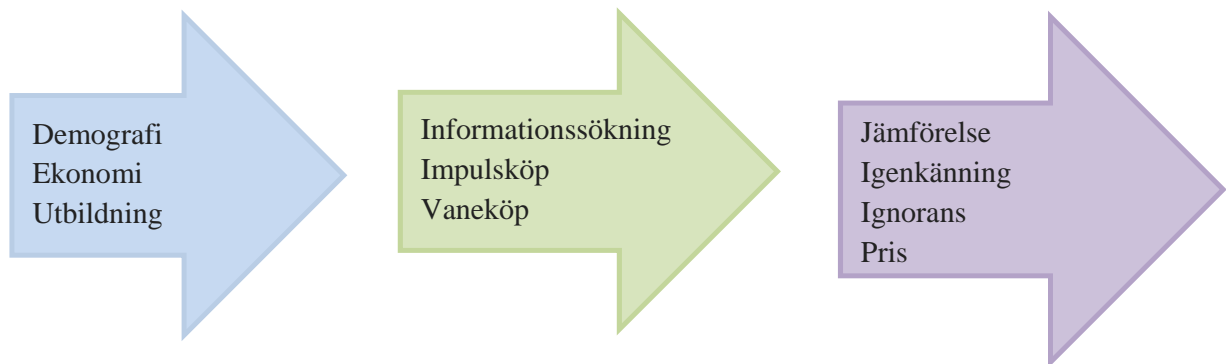 Demografi
Ekonomi
Utbildning
Informationssökning
Impulsköp
Vaneköp
Jämförelse
Igenkänning
Ignorans
Pris